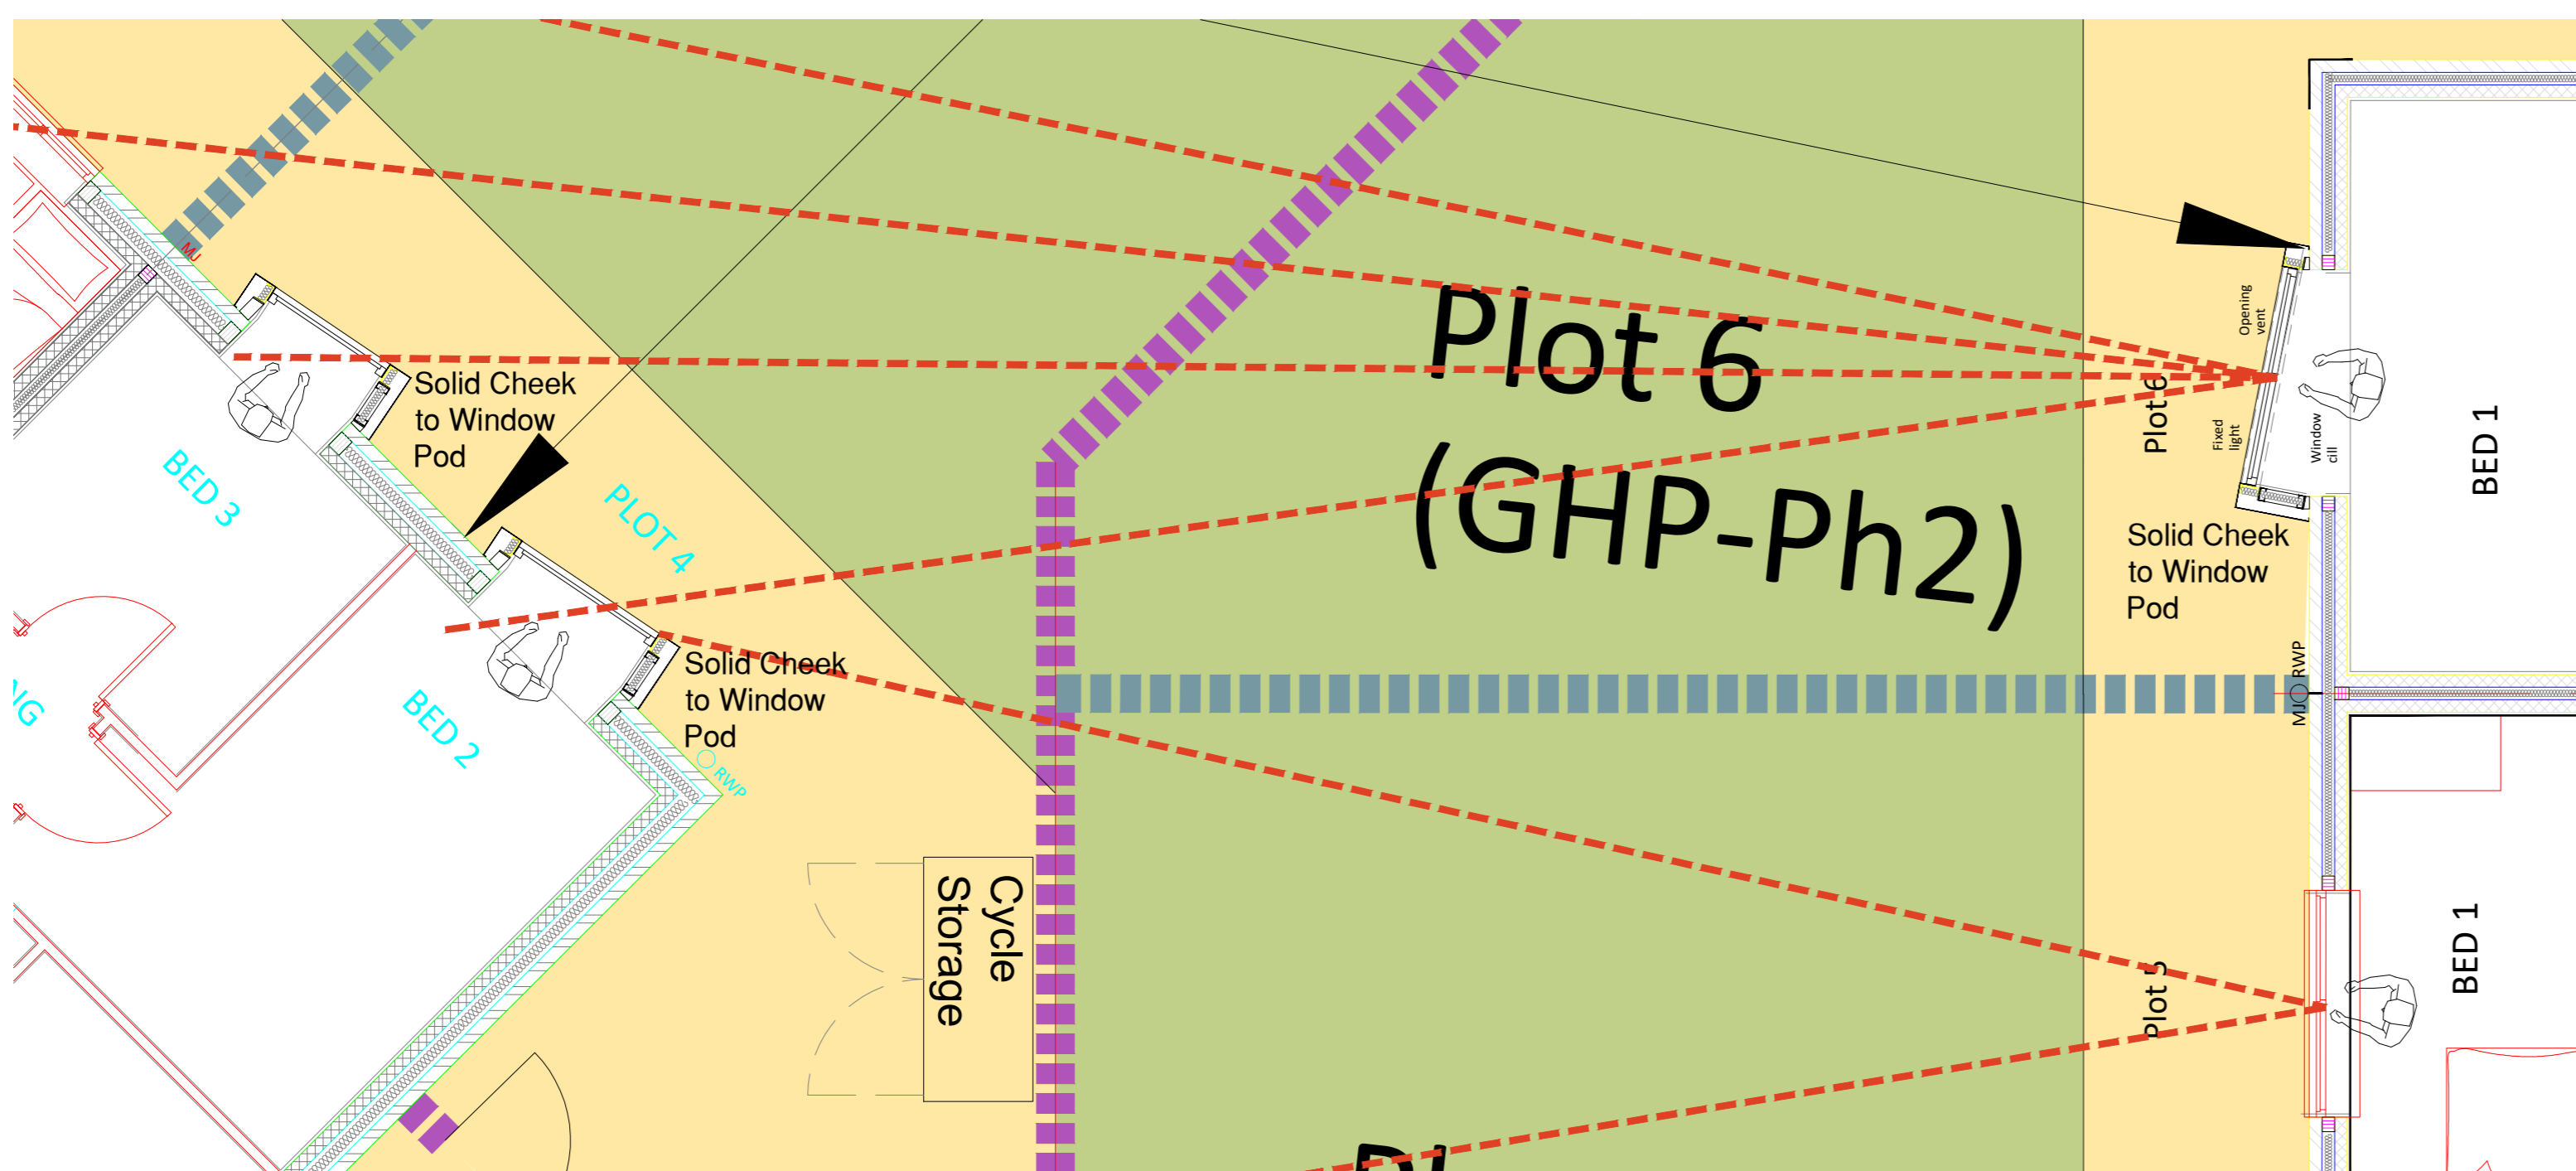 MJ
Solid Cheek
to Window
Pod
BED 3
PLOT 4
Solid Cheek
to Window
Pod
BED 2
NG
RWP
Cycle
Storage
Plot 6
(GHP-Ph2)
Opening
vent
Plot 6
Fixed
light
Window
cill
BED 1
Solid Cheek
to Window
Pod
MJ
RWP
Plot 5
BED 1